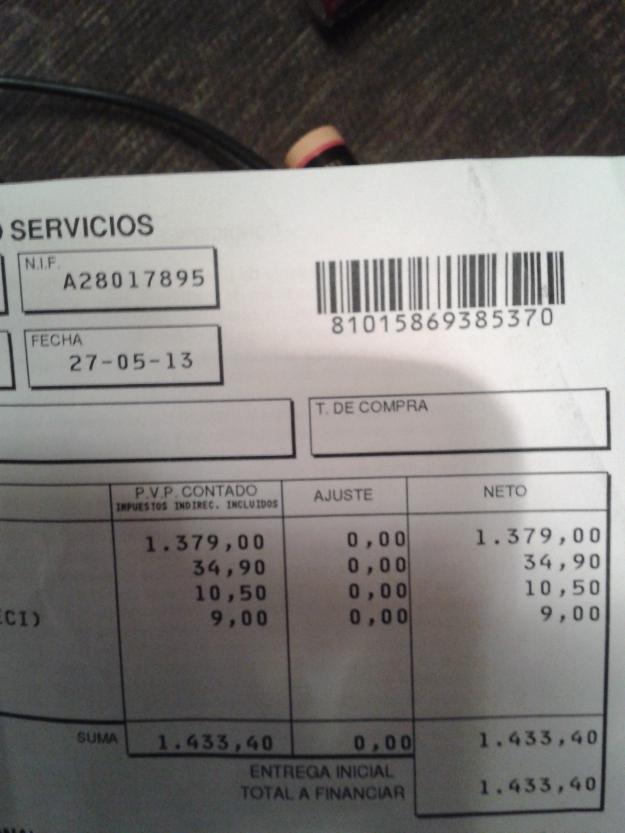 SERVICIOS
N.I.F.
A28017895
81015869385370
FECHA
27-05-13
T. DE COMPRA
P.V.P. CONTADO AJUSTE NETO
IMPUESTOS INDIREC. INCLUIDOS
1.379,00 0,00 1.379,00
34,90 0,00 34,90
10,50 0,00 10,50
ECI) 9,00 0,00 9,00
SUMA 1.433,40 0,00 1.433,40
ENTREGA INICIAL
TOTAL A FINANCIAR 1.433,40